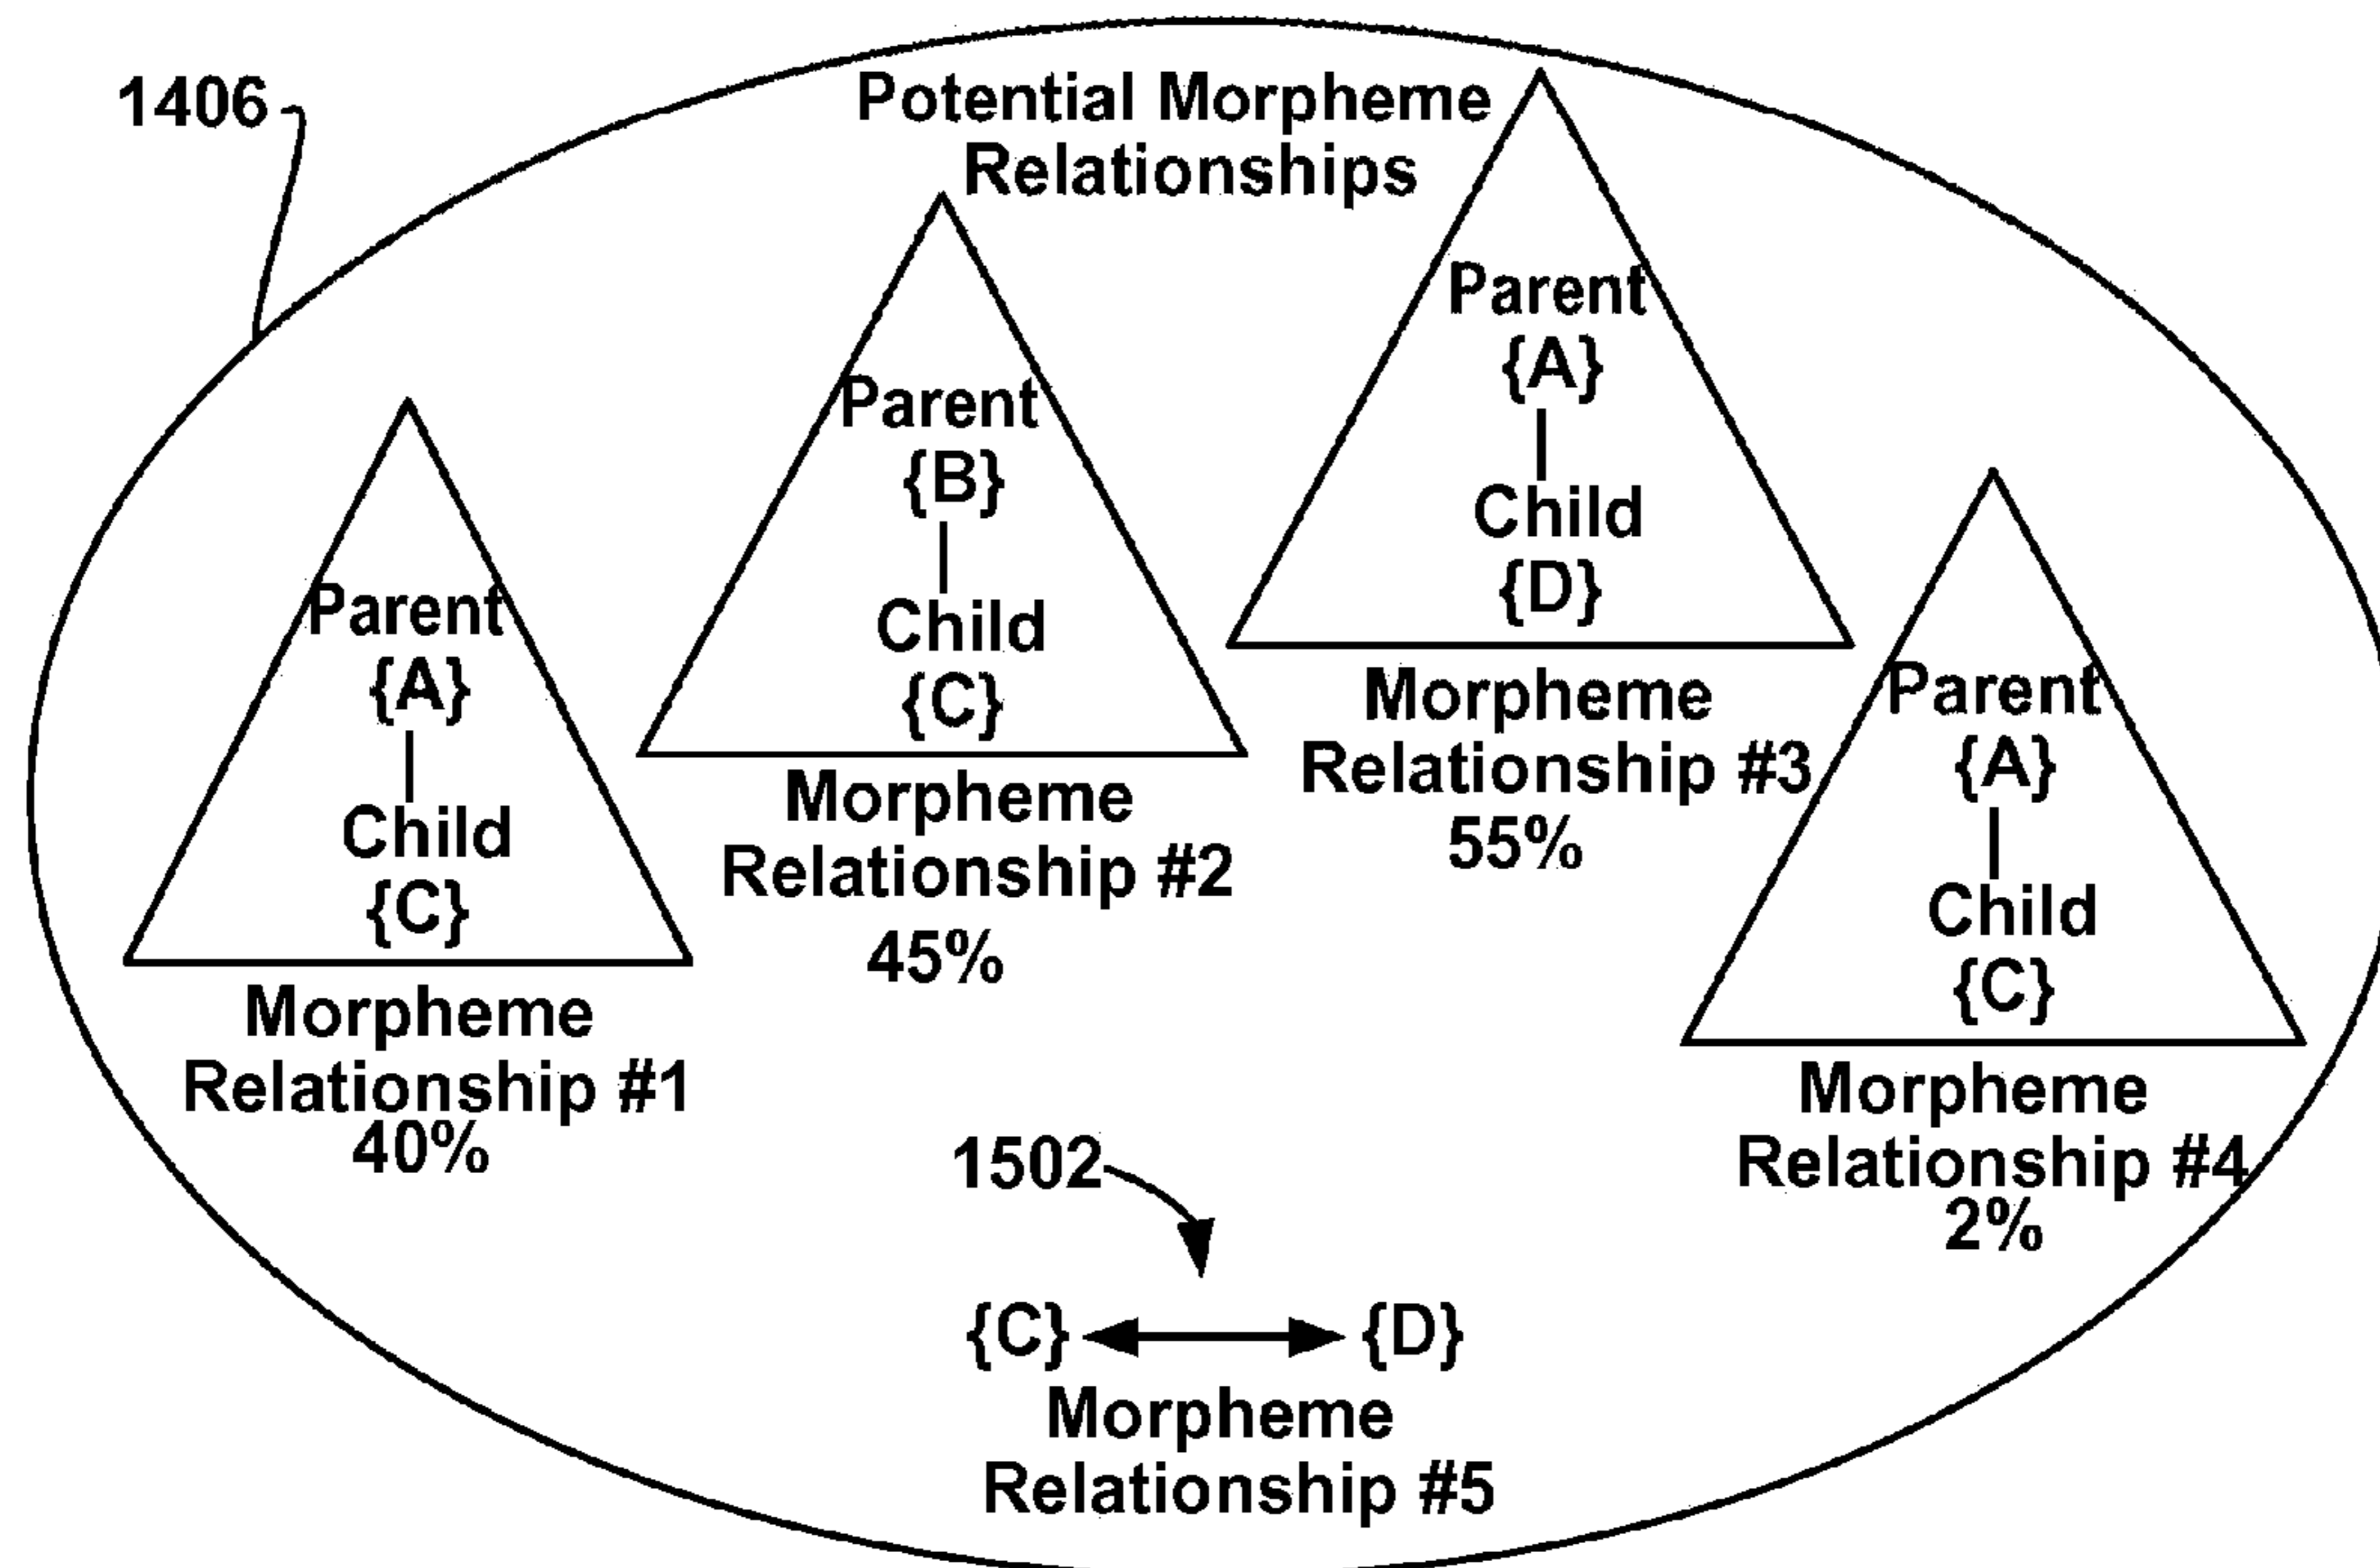 1406
Potential Morpheme
Relationships
Parent
{A}
Child
{C}
Morpheme
Relationship #1
40%
Parent
{B}
Child
{C}
Morpheme
Relationship #2
45%
Parent
{A}
Child
{D}
Morpheme
Relationship #3
55%
Parent
{A}
Child
{C}
Morpheme
Relationship #4
2%
1502
{C} {D}
Morpheme
Relationship #5